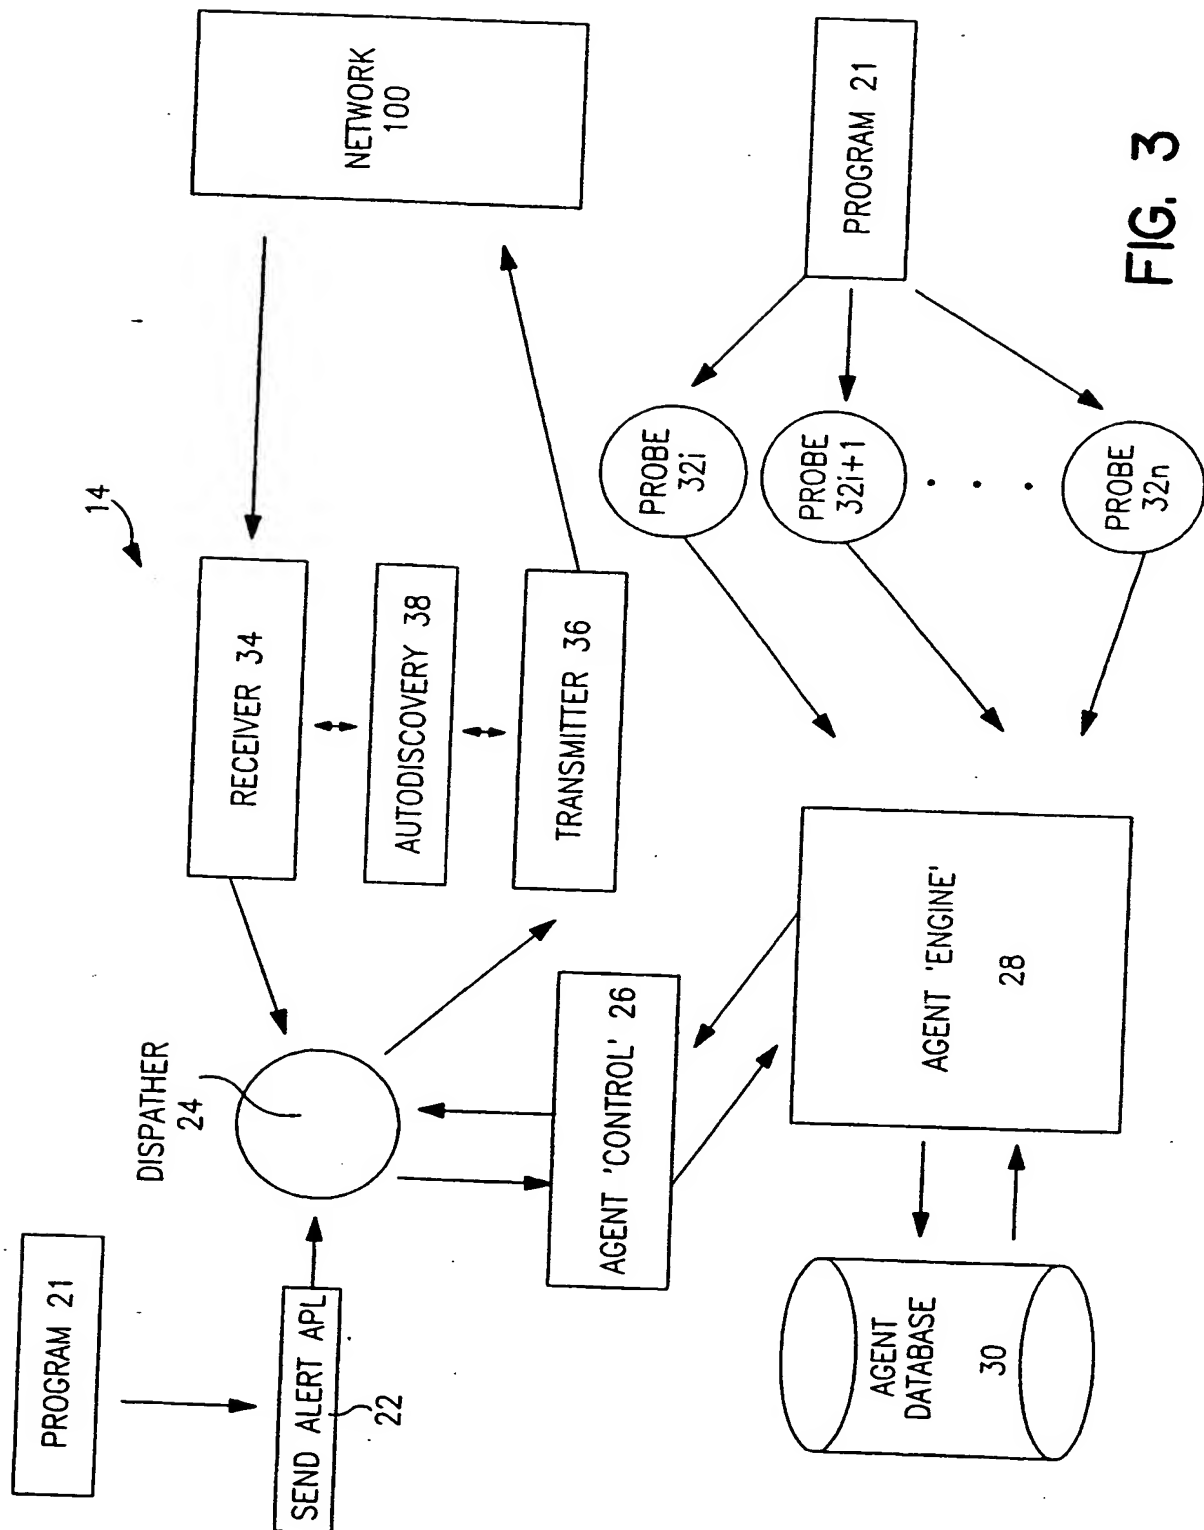 PROGRAM 21
SEND ALERT APL
22
DISPATHER
24
14
RECEIVER 34
AUTODISCOVERY 38
TRANSMITTER 36
NETWORK
100
AGENT 'CONTROL' 26
AGENT 'ENGINE'
28
AGENT
DATABASE
30
PROBE
32i
PROBE
32i+1
PROBE
32n
PROGRAM 21
FIG. 3